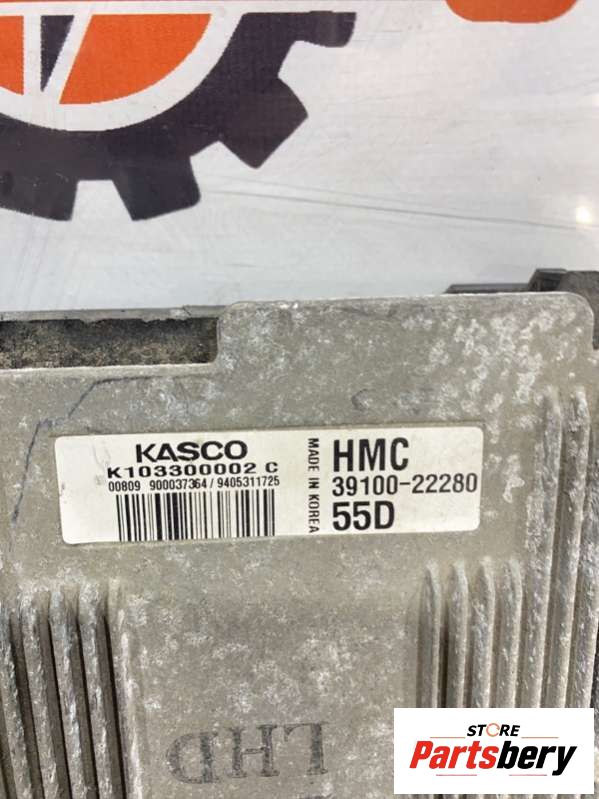 KASCO
K103300002 C
00809 900037364 / 9405311725
MADE IN KOREA
HMC
39100-22280
55D
LHD
STORE
Partsbery